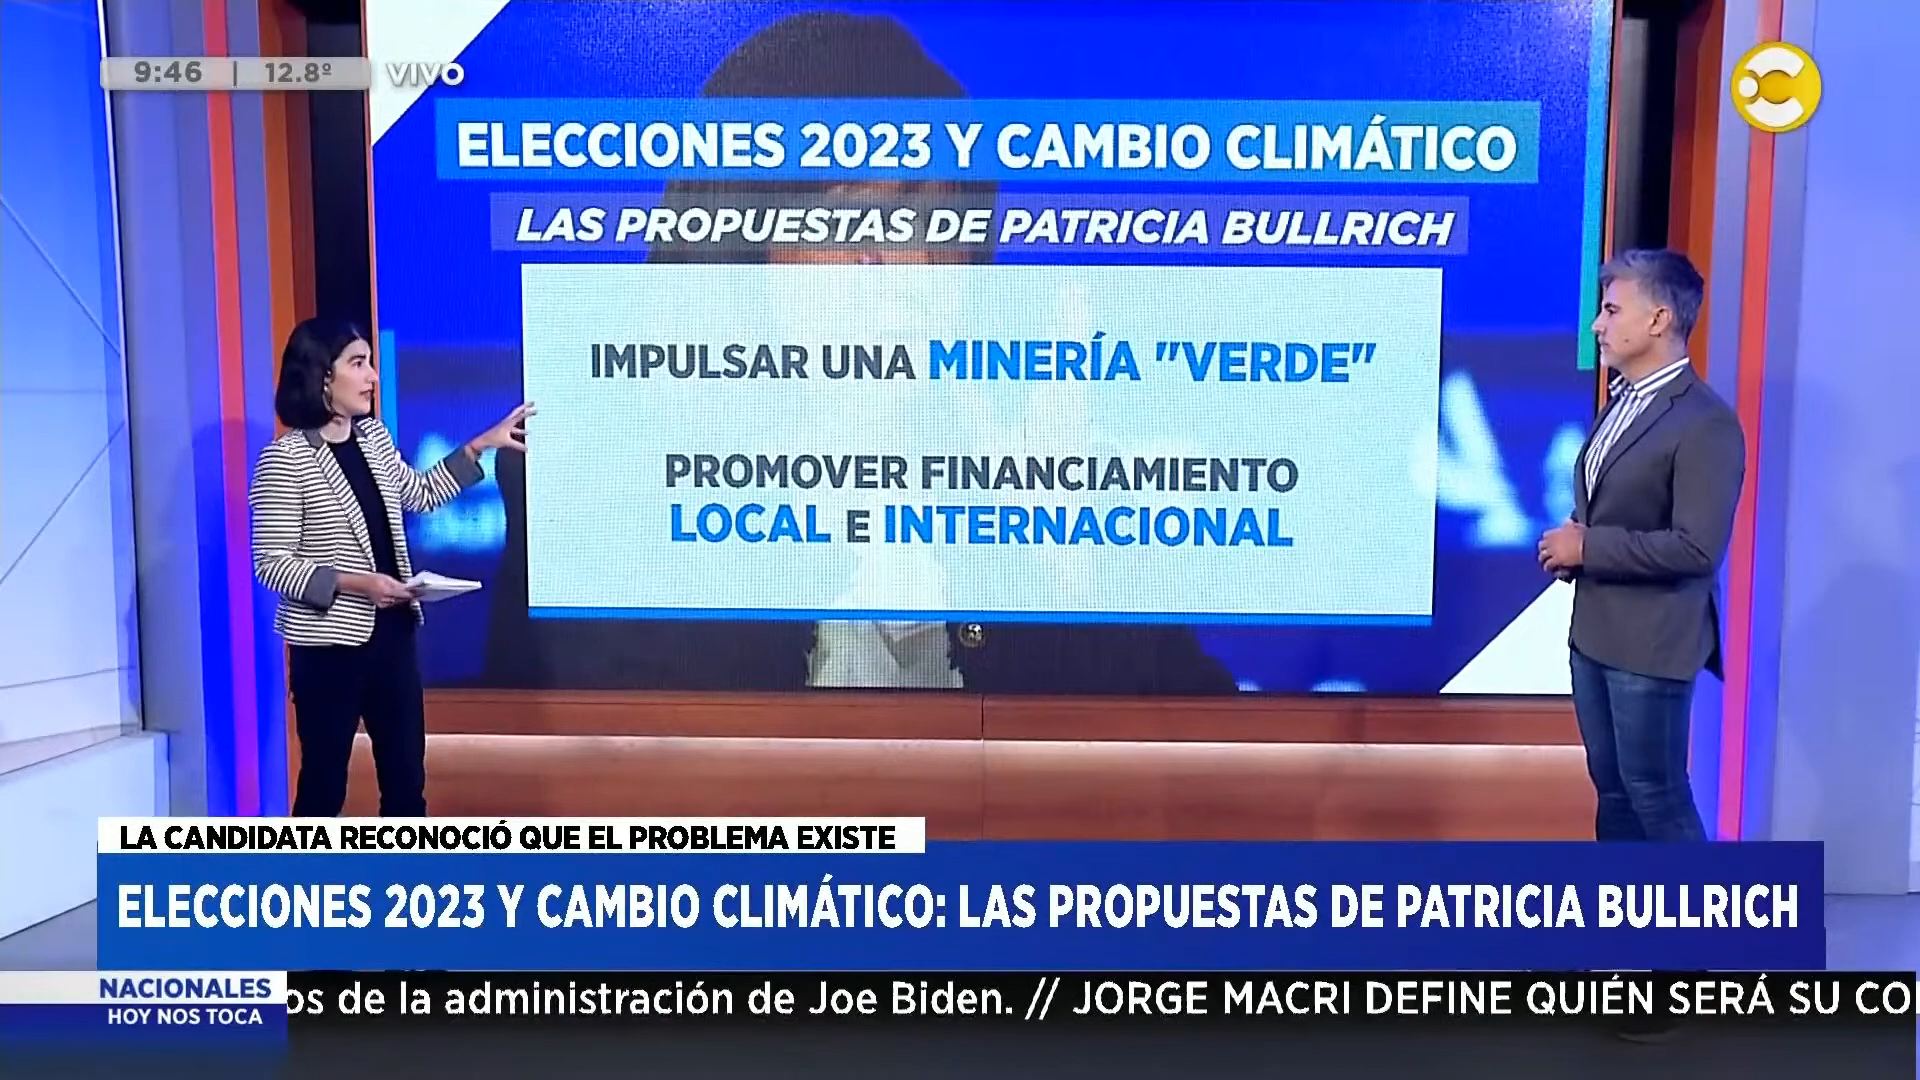 9:46 | 12.8º VIVO
ELECCIONES 2023 Y CAMBIO CLIMÁTICO
LAS PROPUESTAS DE PATRICIA BULLRICH
IMPULSAR UNA MINERÍA "VERDE"
PROMOVER FINANCIAMIENTO
LOCAL E INTERNACIONAL
LA CANDIDATA RECONOCIÓ QUE EL PROBLEMA EXISTE
ELECCIONES 2023 Y CAMBIO CLIMÁTICO: LAS PROPUESTAS DE PATRICIA BULLRICH
NACIONALES
HOY NOS TOCA
os de la administración de Joe Biden. // JORGE MACRI DEFINE QUIÉN SERÁ SU CO